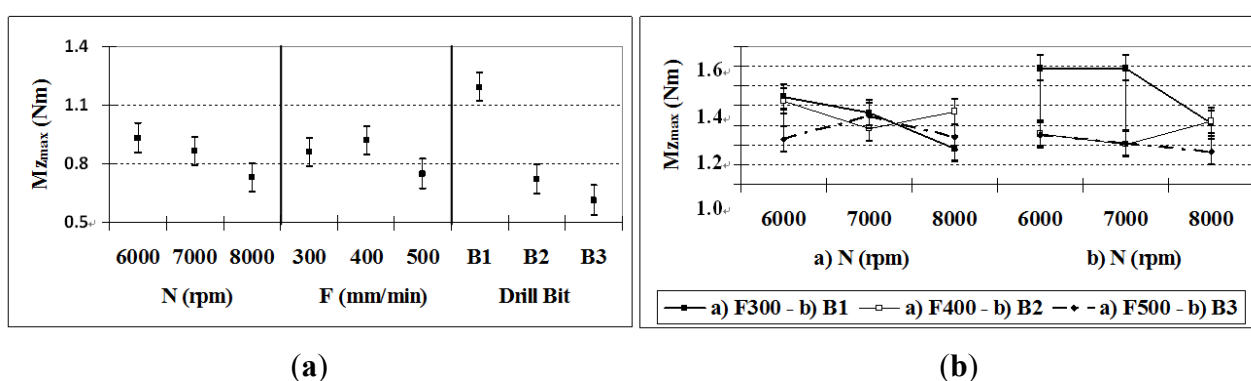 1.4
1.1
0.8
0.5
Mz_max (Nm)
6000 7000 8000 300 400 500 B1 B2 B3
N (rpm) F (mm/min) Drill Bit
(a)
1.6
1.4
1.2
1.0
Mz_max (Nm)
6000 7000 8000 6000 7000 8000
a) N (rpm) b) N (rpm)
a) F300 – b) B1 a) F400 – b) B2 a) F500 – b) B3
(b)